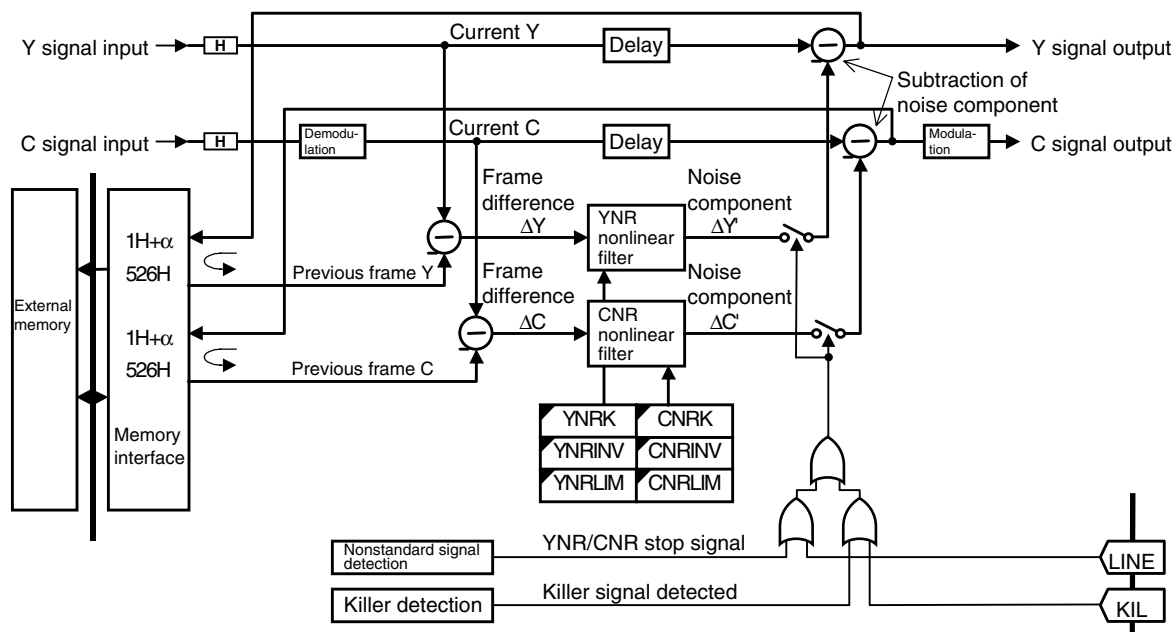 Y signal input
H
Current Y
Delay
−
Y signal output
Subtraction of
noise component
C signal input
H
Demodu-
lation
Current C
Delay
−
Modula-
tion
C signal output
Frame
difference
ΔY
YNR
nonlinear
filter
Noise
component
ΔY'
1H+α
526H
Previous frame Y
−
External
memory
Frame
difference
ΔC
CNR
nonlinear
filter
Noise
component
ΔC'
1H+α
526H
Previous frame C
−
Memory
interface
YNRK
CNRK
YNRINV
CNRINV
YNRLIM
CNRLIM
Nonstandard signal
detection
YNR/CNR stop signal
LINE
Killer detection
Killer signal detected
KIL